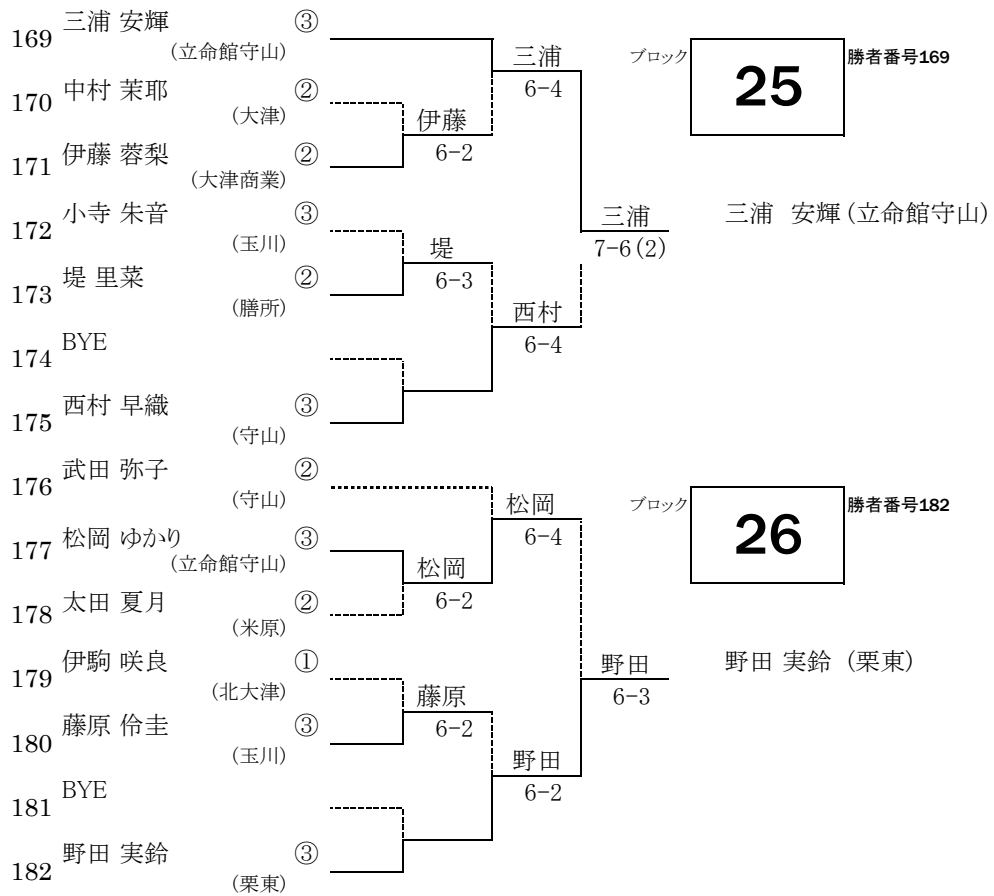 169 三浦 安輝 ③
(立命館守山)
170 中村 茉耶 ②
(大津)
171 伊藤 蓉梨 ②
(大津商業)
172 小寺 朱音 ③
(玉川)
173 堤 里菜 ②
(膳所)
174 BYE
175 西村 早織 ③
(守山)
伊藤
6-2
堤
6-3
三浦
6-4
西村
6-4
三浦
7-6(2)
ブロック 25 勝者番号169
三浦 安輝(立命館守山)
176 武田 弥子 ②
(守山)
177 松岡 ゆかり ③
(立命館守山)
178 太田 夏月 ②
(米原)
179 伊駒 咲良 ①
(北大津)
180 藤原 伶圭 ③
(玉川)
181 BYE
182 野田 実鈴 ③
(栗東)
松岡
6-2
藤原
6-2
松岡
6-4
野田
6-2
野田
6-3
ブロック 26 勝者番号182
野田 実鈴 (栗東)